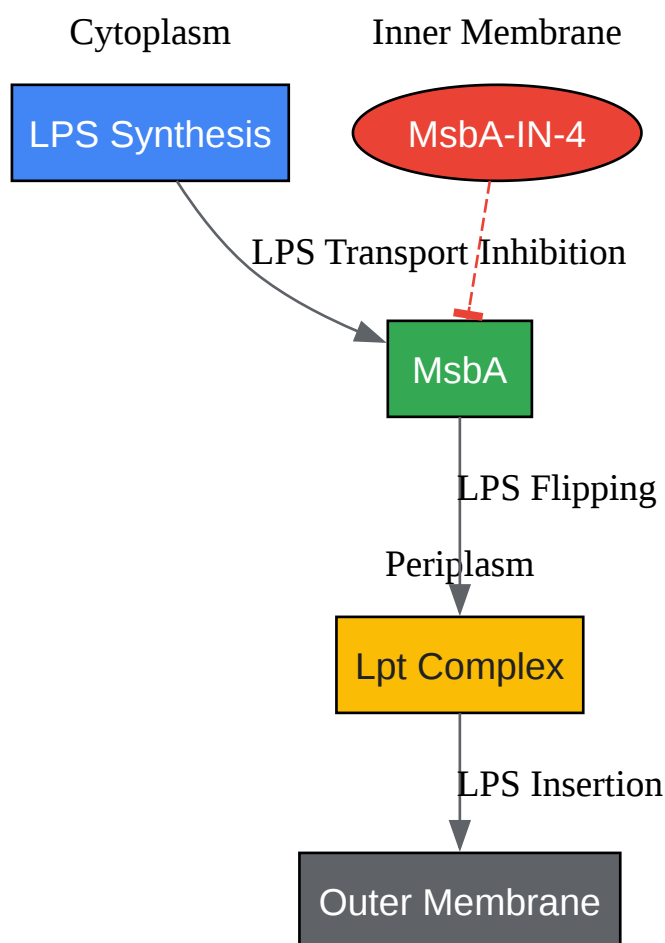 Cytoplasm
Inner Membrane
LPS Synthesis
MsbA-IN-4
LPS Transport
Inhibition
MsbA
LPS Flipping
Periplasm
Lpt Complex
LPS Insertion
Outer Membrane